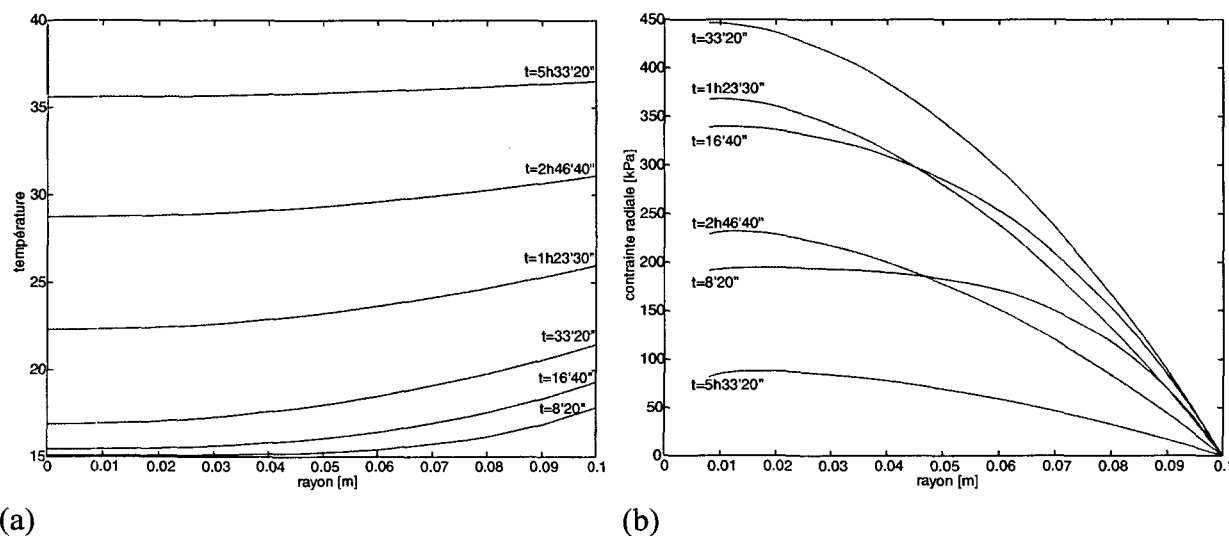 40
35
30
25
20
15
température
t=5h33'20"
t=2h46'40"
t=1h23'30"
t=33'20"
t=16'40"
t=8'20"
0 0.01 0.02 0.03 0.04 0.05 0.06 0.07 0.08 0.09 0.1
rayon [m]
(a)
450
400
350
300
250
200
150
100
50
0
contrainte radiale [kPa]
t=33'20"
t=1h23'30"
t=16'40"
t=2h46'40"
t=8'20"
t=5h33'20"
0 0.01 0.02 0.03 0.04 0.05 0.06 0.07 0.08 0.09 0.1
rayon [m]
(b)